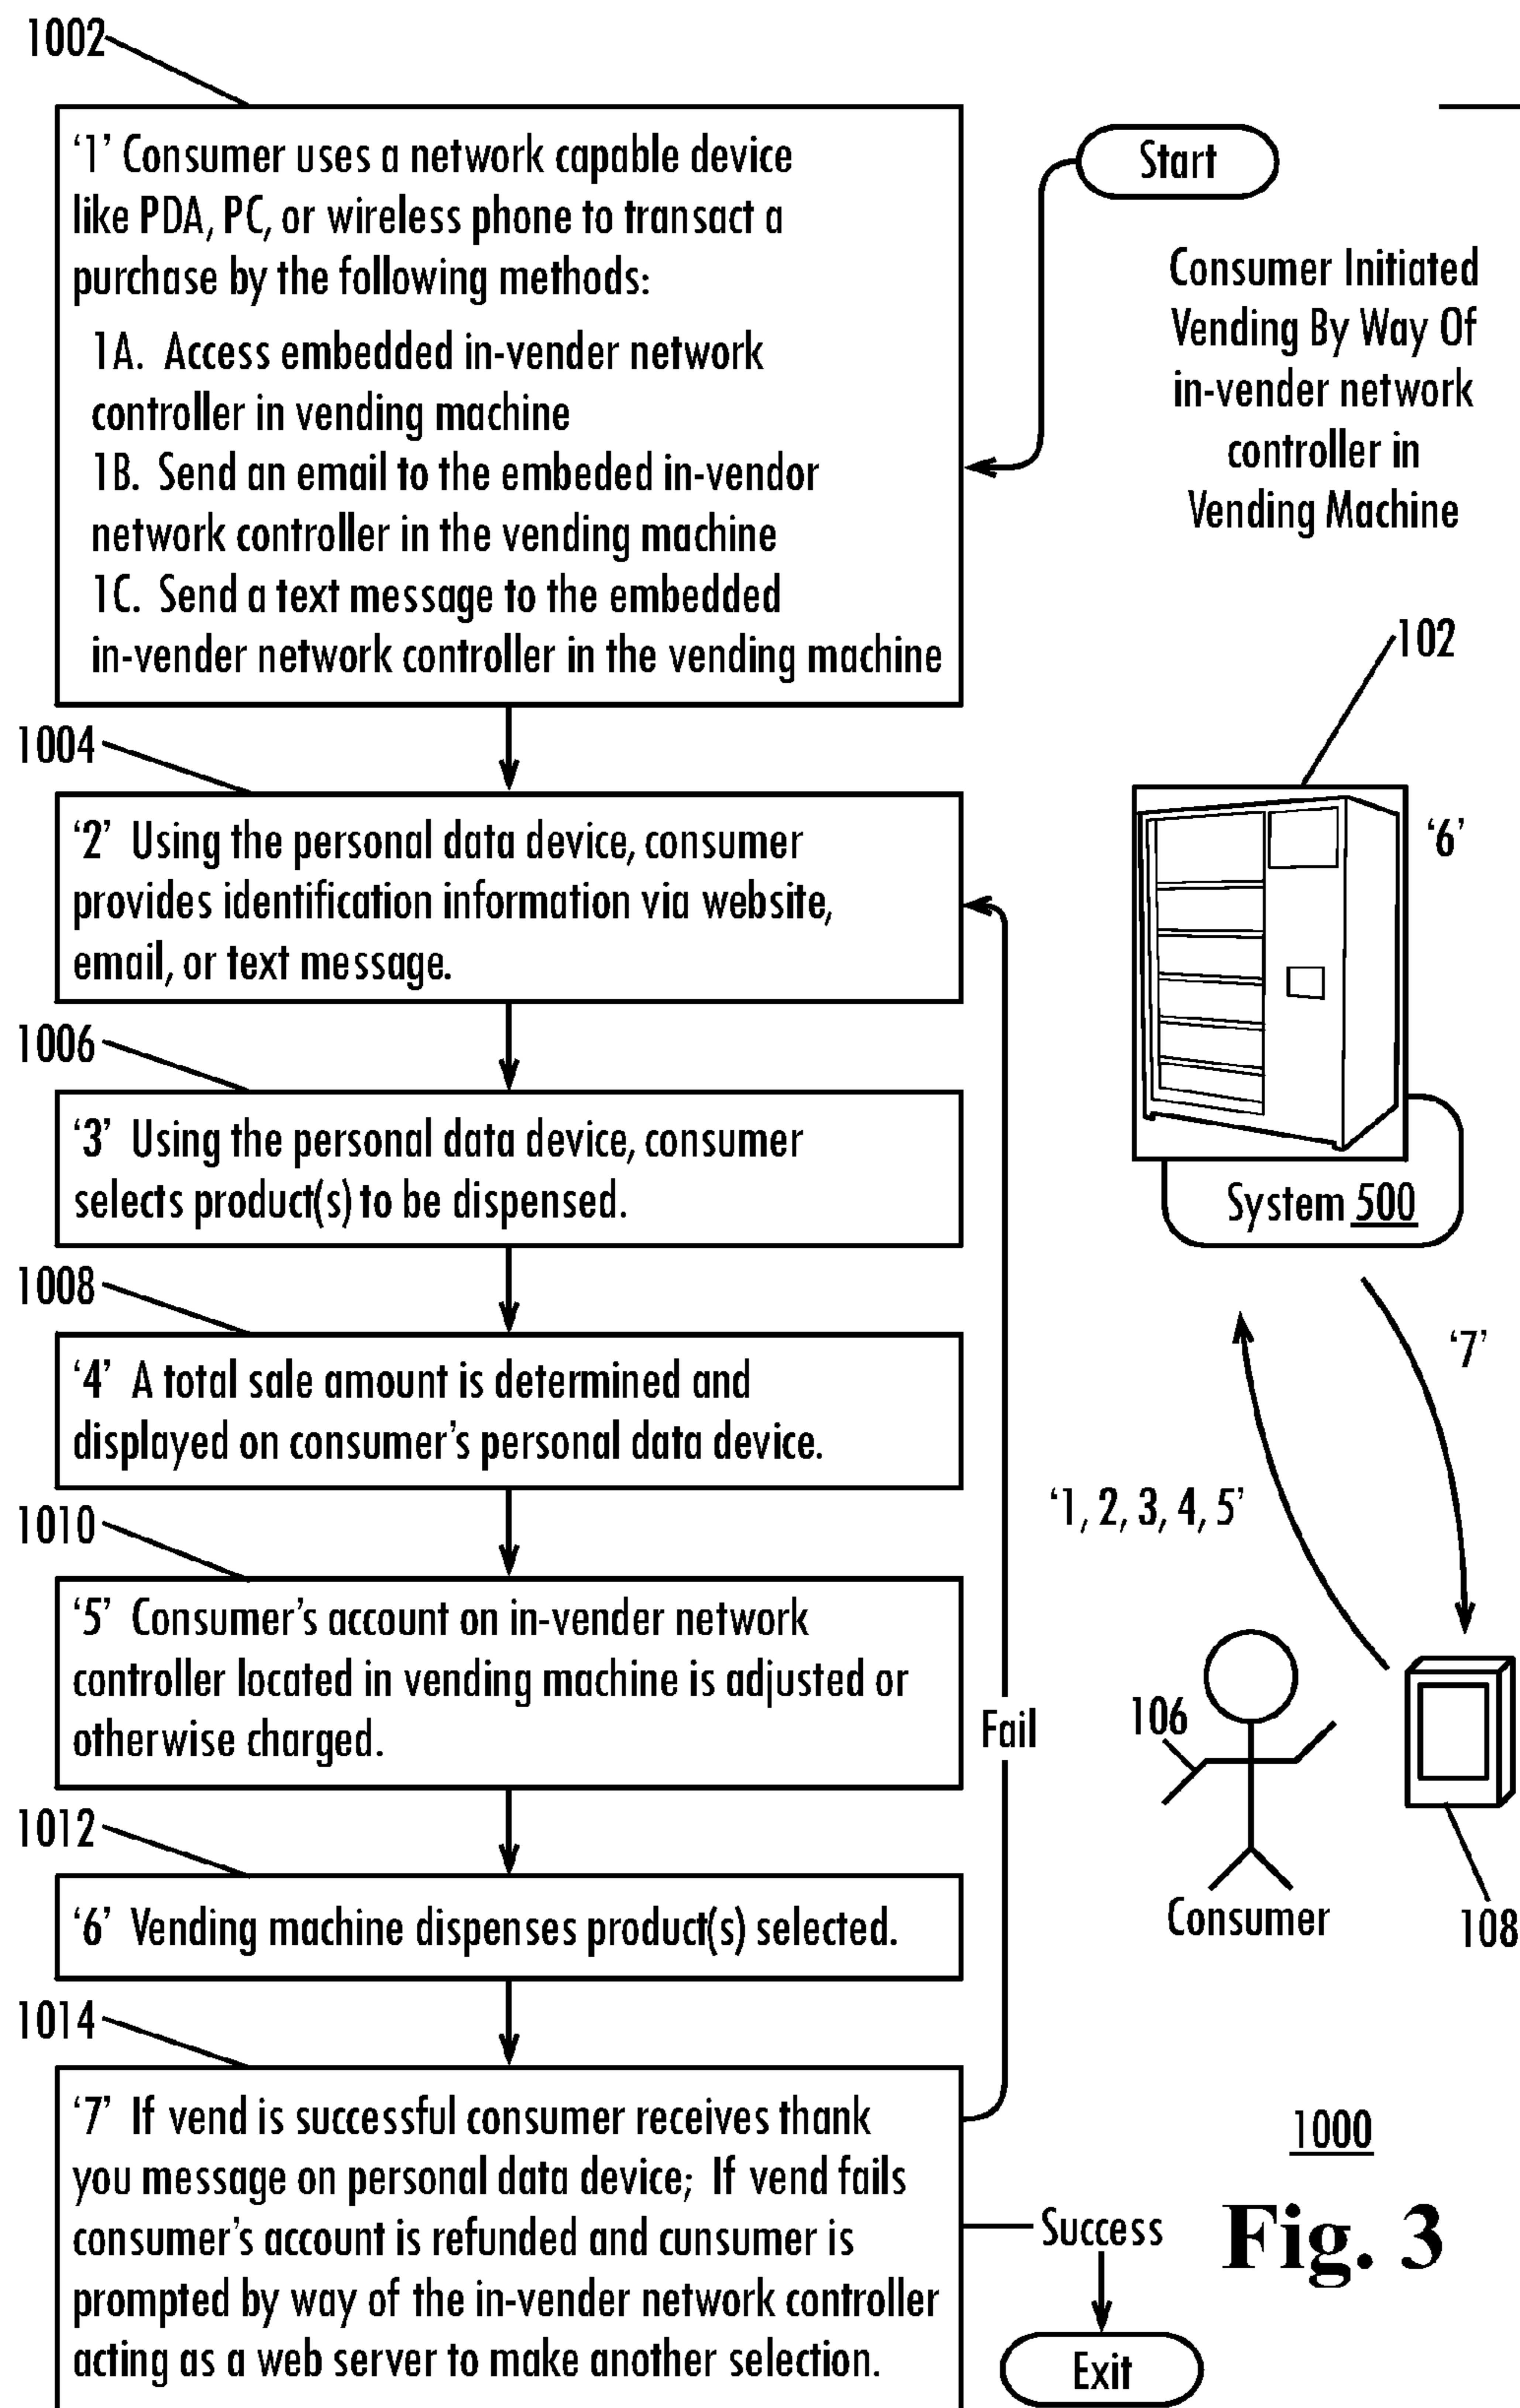 1002
'1' Consumer uses a network capable device
like PDA, PC, or wireless phone to transact a
purchase by the following methods:
1A. Access embedded in-vender network
controller in vending machine
1B. Send an email to the embeded in-vendor
network controller in the vending machine
1C. Send a text message to the embedded
in-vender network controller in the vending machine
Start
Consumer Initiated
Vending By Way Of
in-vender network
controller in
Vending Machine
1004
'2' Using the personal data device, consumer
provides identification information via website,
email, or text message.
1006
'3' Using the personal data device, consumer
selects product(s) to be dispensed.
1008
'4' A total sale amount is determined and
displayed on consumer's personal data device.
1010
'5' Consumer's account on in-vender network
controller located in vending machine is adjusted or
otherwise charged.
1012
'6' Vending machine dispenses product(s) selected.
1014
'7' If vend is successful consumer receives thank
you message on personal data device; If vend fails
consumer's account is refunded and cunsumer is
prompted by way of the in-vender network controller
acting as a web server to make another selection.
Fail
Success
Exit
102
'6'
System 500
'7'
'1, 2, 3, 4, 5'
106
Consumer
108
1000
Fig. 3